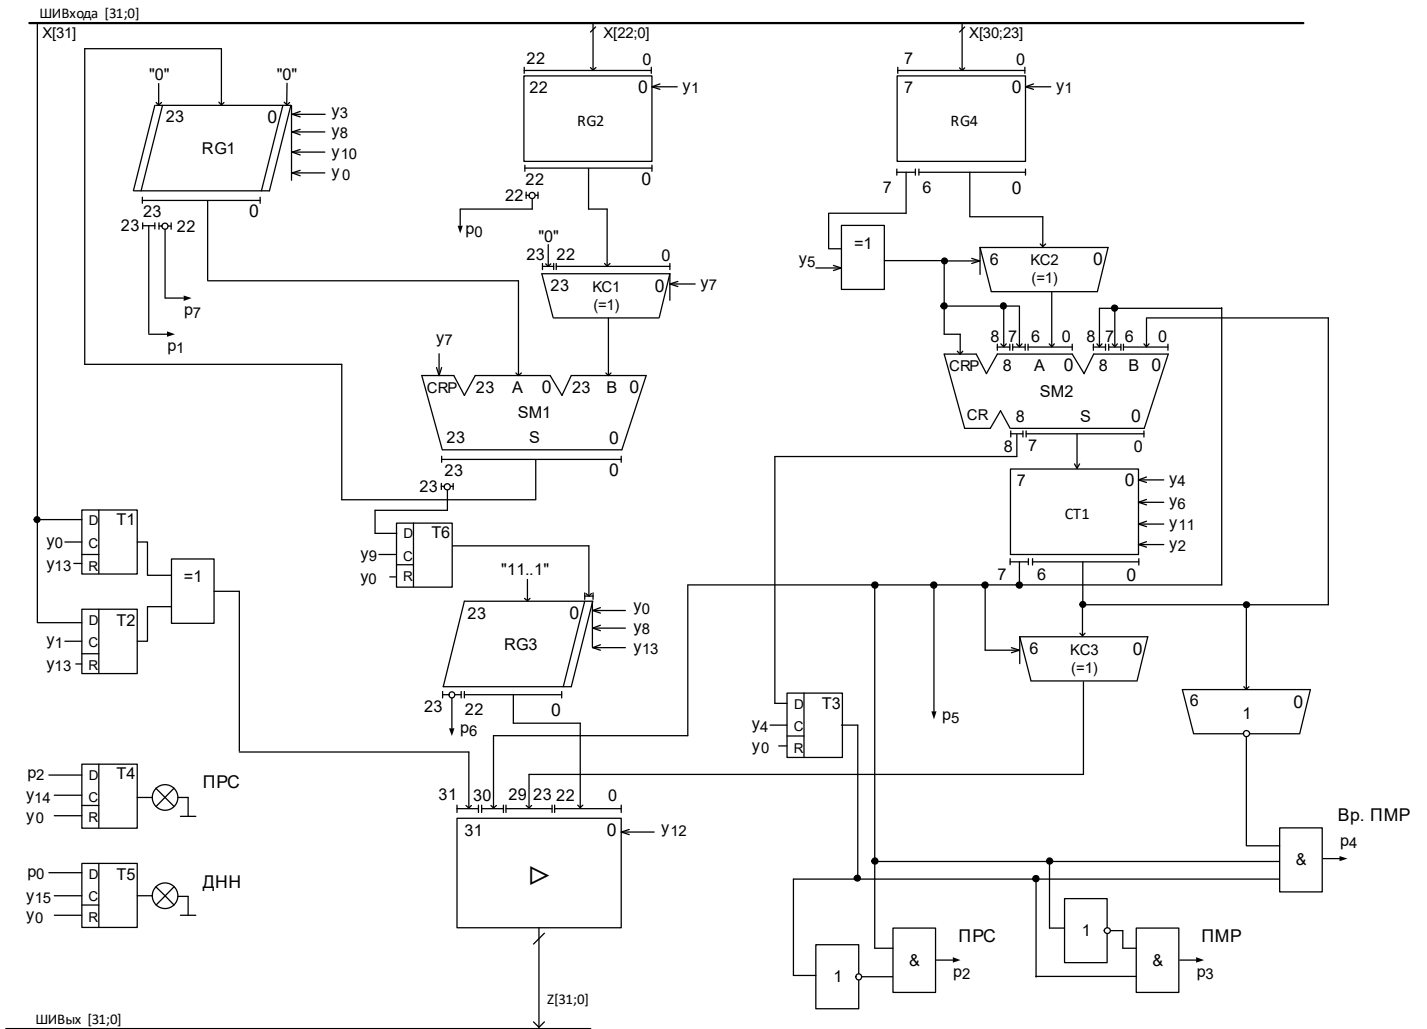 ШИВхода [31;0]
X[31]
X[22;0]
X[30;23]
"0"
"0"
23
0
RG1
y3
y8
y10
y0
23
0
23
22
p7
p1
22
0
22
0
RG2
y1
22
0
22
p0
"0"
23
22
0
23
KC1
0
(=1)
y7
7
0
7
0
RG4
y1
7
6
0
=1
y5
6
KC2
0
(=1)
8
7
6
0
8
7
6
0
CRP
8
A
0
8
B
0
SM2
CR
8
S
0
8
7
0
y7
CRP
23
A
0
23
B
0
SM1
23
S
0
23
0
23
7
0
CT1
y4
y6
y11
y2
7
6
0
D
T1
y0
C
y13
R
=1
D
T2
y1
C
y13
R
D
T6
y9
C
y0
R
"11..1"
23
0
RG3
y0
y8
y13
23
22
0
p6
6
KC3
0
(=1)
p5
6
0
1
D
T3
y4
C
y0
R
p2
D
T4
y14
C
y0
R
ПРС
p0
D
T5
y15
C
y0
R
ДНН
31
30
29
23
22
0
31
0
y12
Вр. ПМР
p4
&
1
&
ПРС
p2
1
&
ПМР
p3
Z[31;0]
ШИВых [31;0]